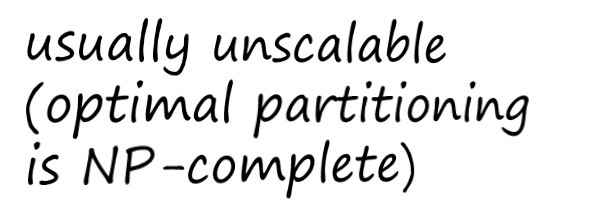 usually unscalable
(optimal partitioning
is NP-complete)